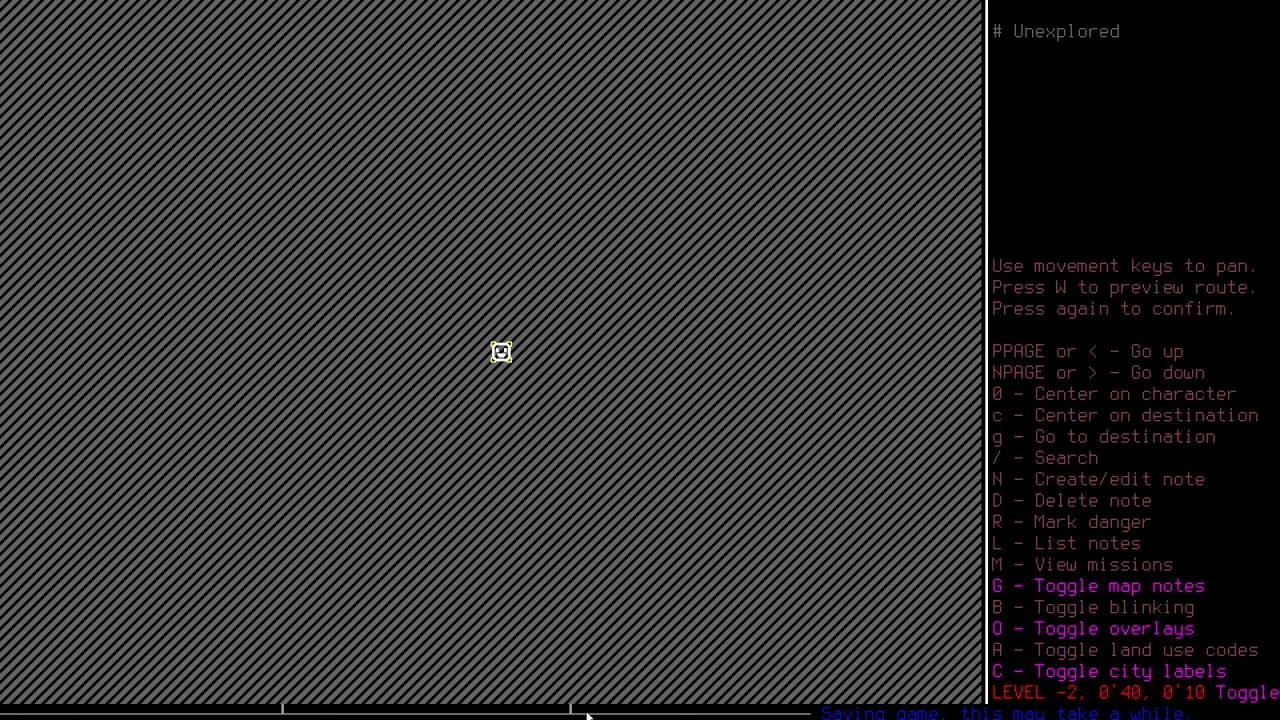 # Unexplored
Use movement keys to pan.
Press W to preview route.
Press again to confirm.
PPAGE or < - Go up
NPAGE or > - Go down
0 - Center on character
c - Center on destination
g - Go to destination
/ - Search
N - Create/edit note
D - Delete note
R - Mark danger
L - List notes
M - View missions
G - Toggle map notes
B - Toggle blinking
O - Toggle overlays
A - Toggle land use codes
C - Toggle city labels
LEVEL -2, 0'40, 0'10 Toggle
Saving game, this may take a while